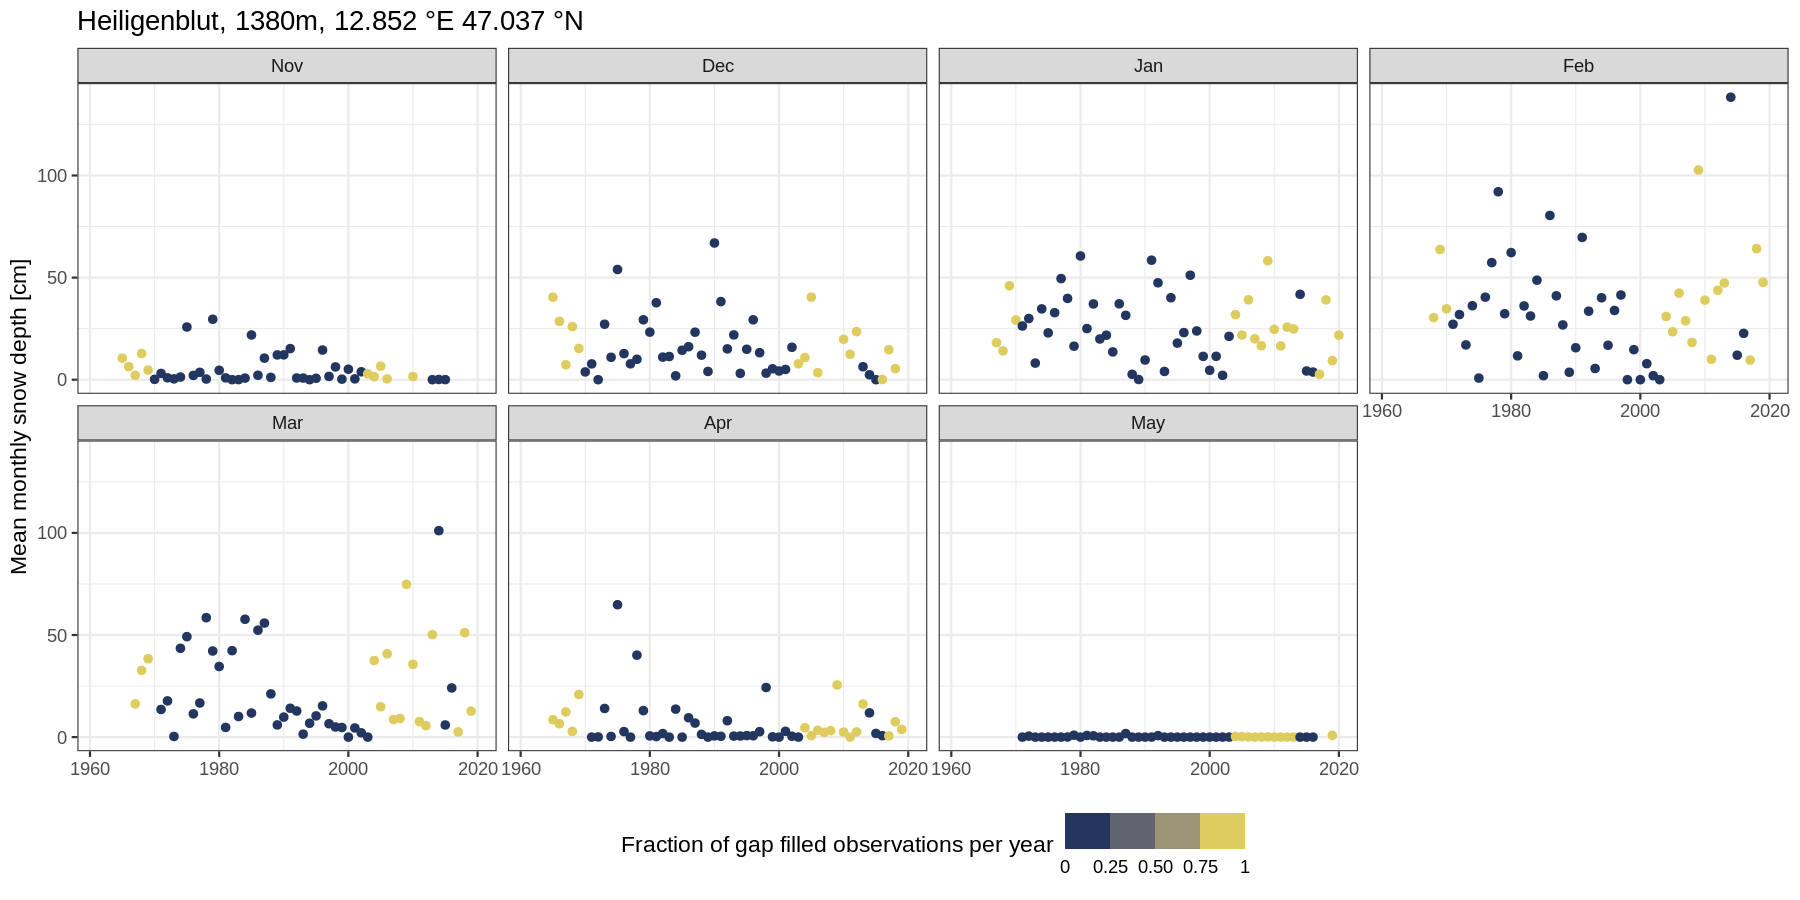 Heiligenblut, 1380m, 12.852 °E 47.037 °N
Nov Dec Jan Feb
Mean monthly snow depth [cm]
100
50
0
1960 1980 2000 2020
Mar Apr May
100
50
0
1960 1980 2000 2020 1960 1980 2000 2020 1960 1980 2000 2020
Fraction of gap filled observations per year
0 0.25 0.50 0.75 1